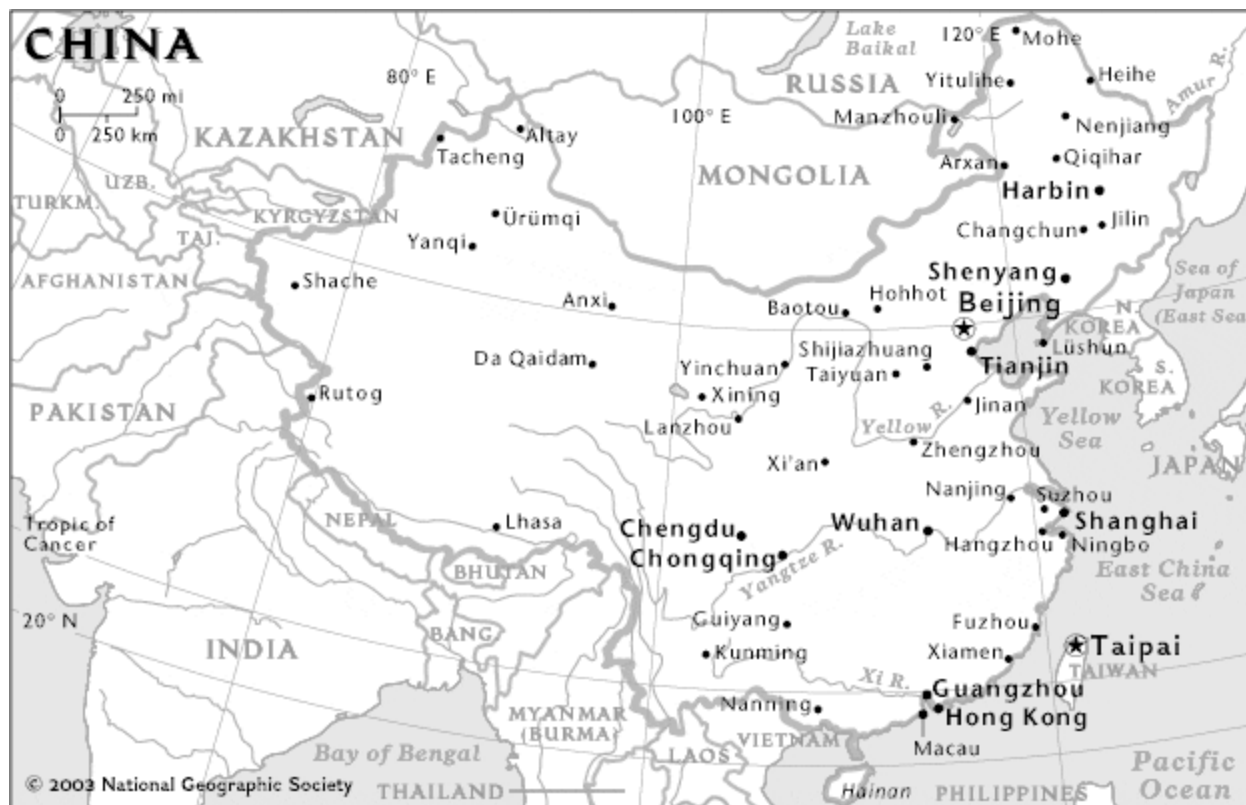 CHINA
0 250 mi
0 250 km
80° E
100° E
120° E
Lake
Baikal
RUSSIA
Mohe
Yitulihe
Heihe
Amur R.
Manzhouli
Nenjiang
KAZAKHSTAN
Altay
Tacheng
MONGOLIA
Arxan
Qiqihar
Harbin
UZB.
TURKM.
KYRGYZSTAN
Ürümqi
Jilin
Changchun
TAJ.
Yanqi
AFGHANISTAN
Shache
Shenyang
Sea of
Japan
(East Sea)
Anxi
Baotou
Hohhot
Beijing
N.
KOREA
Lüshun
Da Qaidam
Yinchuan
Shijiazhuang
Taiyuan
Tianjin
S.
KOREA
PAKISTAN
Rutog
Xining
Lanzhou
Yellow R.
Jinan
Yellow
Sea
Xi'an
Zhengzhou
JAPAN
Nanjing
Suzhou
Tropic of
Cancer
NEPAL
Lhasa
Chengdu
Wuhan
Shanghai
Chongqing
Hangzhou
Ningbo
BHUTAN
Yangtze R.
East China
Sea
20° N
INDIA
BANG.
Guiyang
Fuzhou
Kunming
Xiamen
Taipai
TAIWAN
Xi R.
Guangzhou
Nanning
Hong Kong
MYANMAR
(BURMA)
Macau
VIETNAM
LAOS
Bay of Bengal
Pacific
Ocean
© 2003 National Geographic Society
THAILAND
Hainan
PHILIPPINES